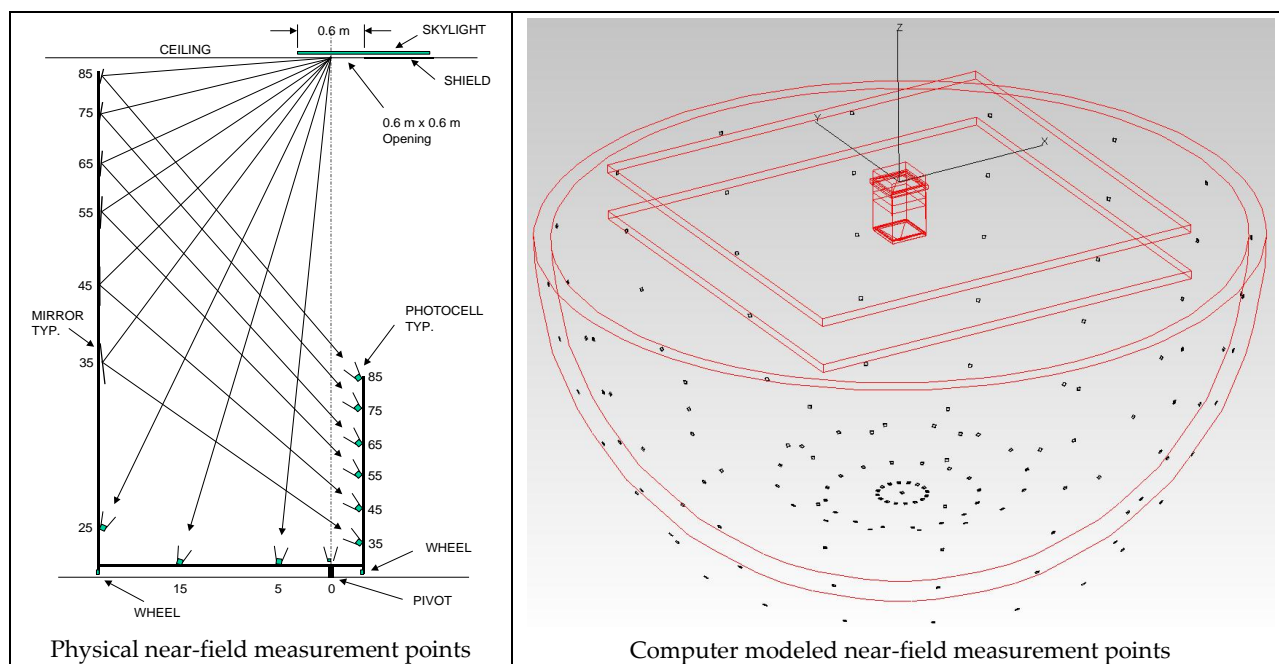 0.6 m
SKYLIGHT
CEILING
SHIELD
85
75
0.6 m x 0.6 m
Opening
65
55
45
MIRROR
TYP.
PHOTOCELL
TYP.
35
85
75
65
55
45
25
35
WHEEL
15
5
0
PIVOT
WHEEL
Physical near-field measurement points
Z
Y
X
Computer modeled near-field measurement points